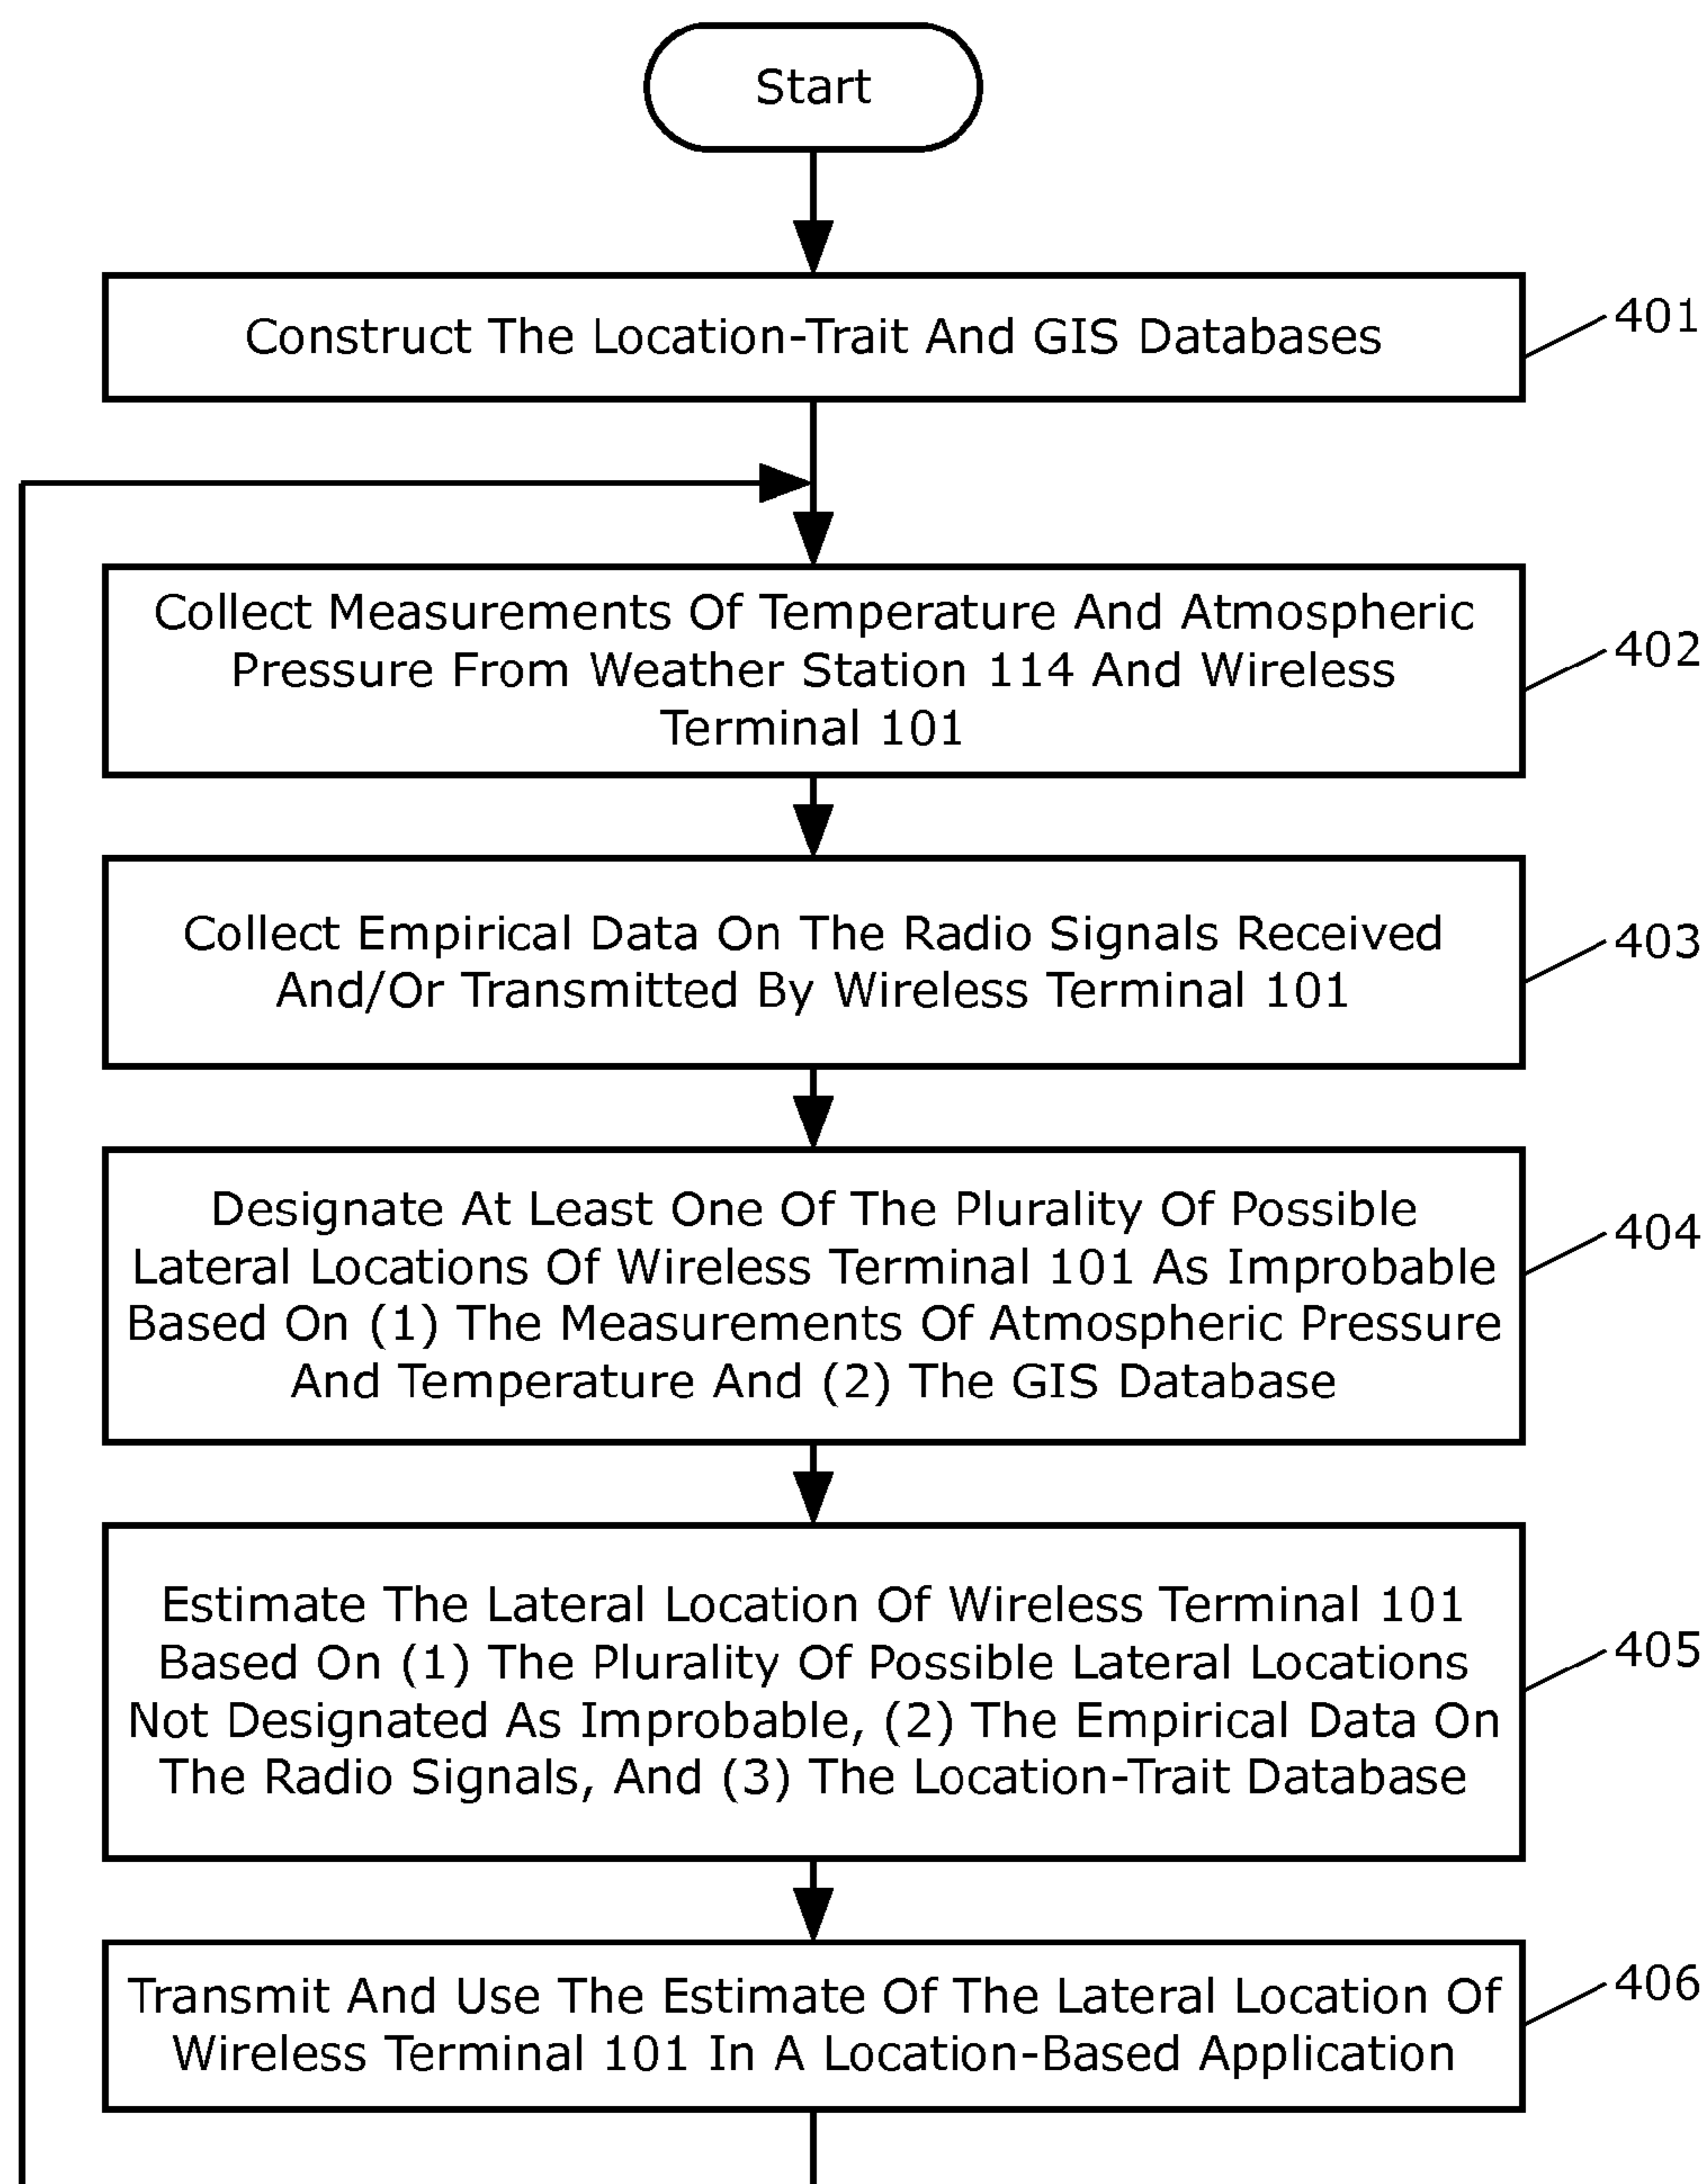 Start
Construct The Location-Trait And GIS Databases
401
Collect Measurements Of Temperature And Atmospheric
Pressure From Weather Station 114 And Wireless
Terminal 101
402
Collect Empirical Data On The Radio Signals Received
And/Or Transmitted By Wireless Terminal 101
403
Designate At Least One Of The Plurality Of Possible
Lateral Locations Of Wireless Terminal 101 As Improbable
Based On (1) The Measurements Of Atmospheric Pressure
And Temperature And (2) The GIS Database
404
Estimate The Lateral Location Of Wireless Terminal 101
Based On (1) The Plurality Of Possible Lateral Locations
Not Designated As Improbable, (2) The Empirical Data On
The Radio Signals, And (3) The Location-Trait Database
405
Transmit And Use The Estimate Of The Lateral Location Of
Wireless Terminal 101 In A Location-Based Application
406